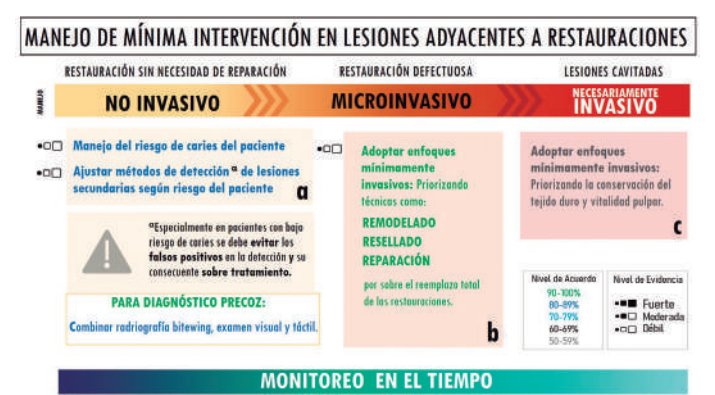 MANEJO DE MÍNIMA INTERVENCIÓN EN LESIONES ADYACENTES A RESTAURACIONES
RESTAURACIÓN SIN NECESIDAD DE REPARACIÓN
RESTAURACIÓN DEFECTUOSA
LESIONES CAVITADAS
MANEJO
NO INVASIVO
MICROINVASIVO
NECESARIAMENTE
INVASIVO
Manejo del riesgo de caries del paciente
Ajustar métodos de detección ª de lesiones
secundarias según riesgo del paciente
a
ªEspecialmente en pacientes con bajo
riesgo de caries se debe evitar los
falsos positivos en la detección y su
consecuente sobre tratamiento.
PARA DIAGNÓSTICO PRECOZ:
Combinar radriografía bitewing, examen visual y táctil.
Adoptar enfoques
mínimamente
invasivos: Priorizando
técnicas como:
REMODELADO
RESELLADO
REPARACIÓN
por sobre el reemplazo total
de las restauraciones.
b
Adoptar enfoques
mínimamente invasivos:
Priorizando la conservación del
tejido duro y vitalidad pulpar.
c
Nivel de Acuerdo
90-100%
80-89%
70-79%
60-69%
50-59%
Nivel de Evidencia
Fuerte
Moderada
Débil
MONITOREO EN EL TIEMPO